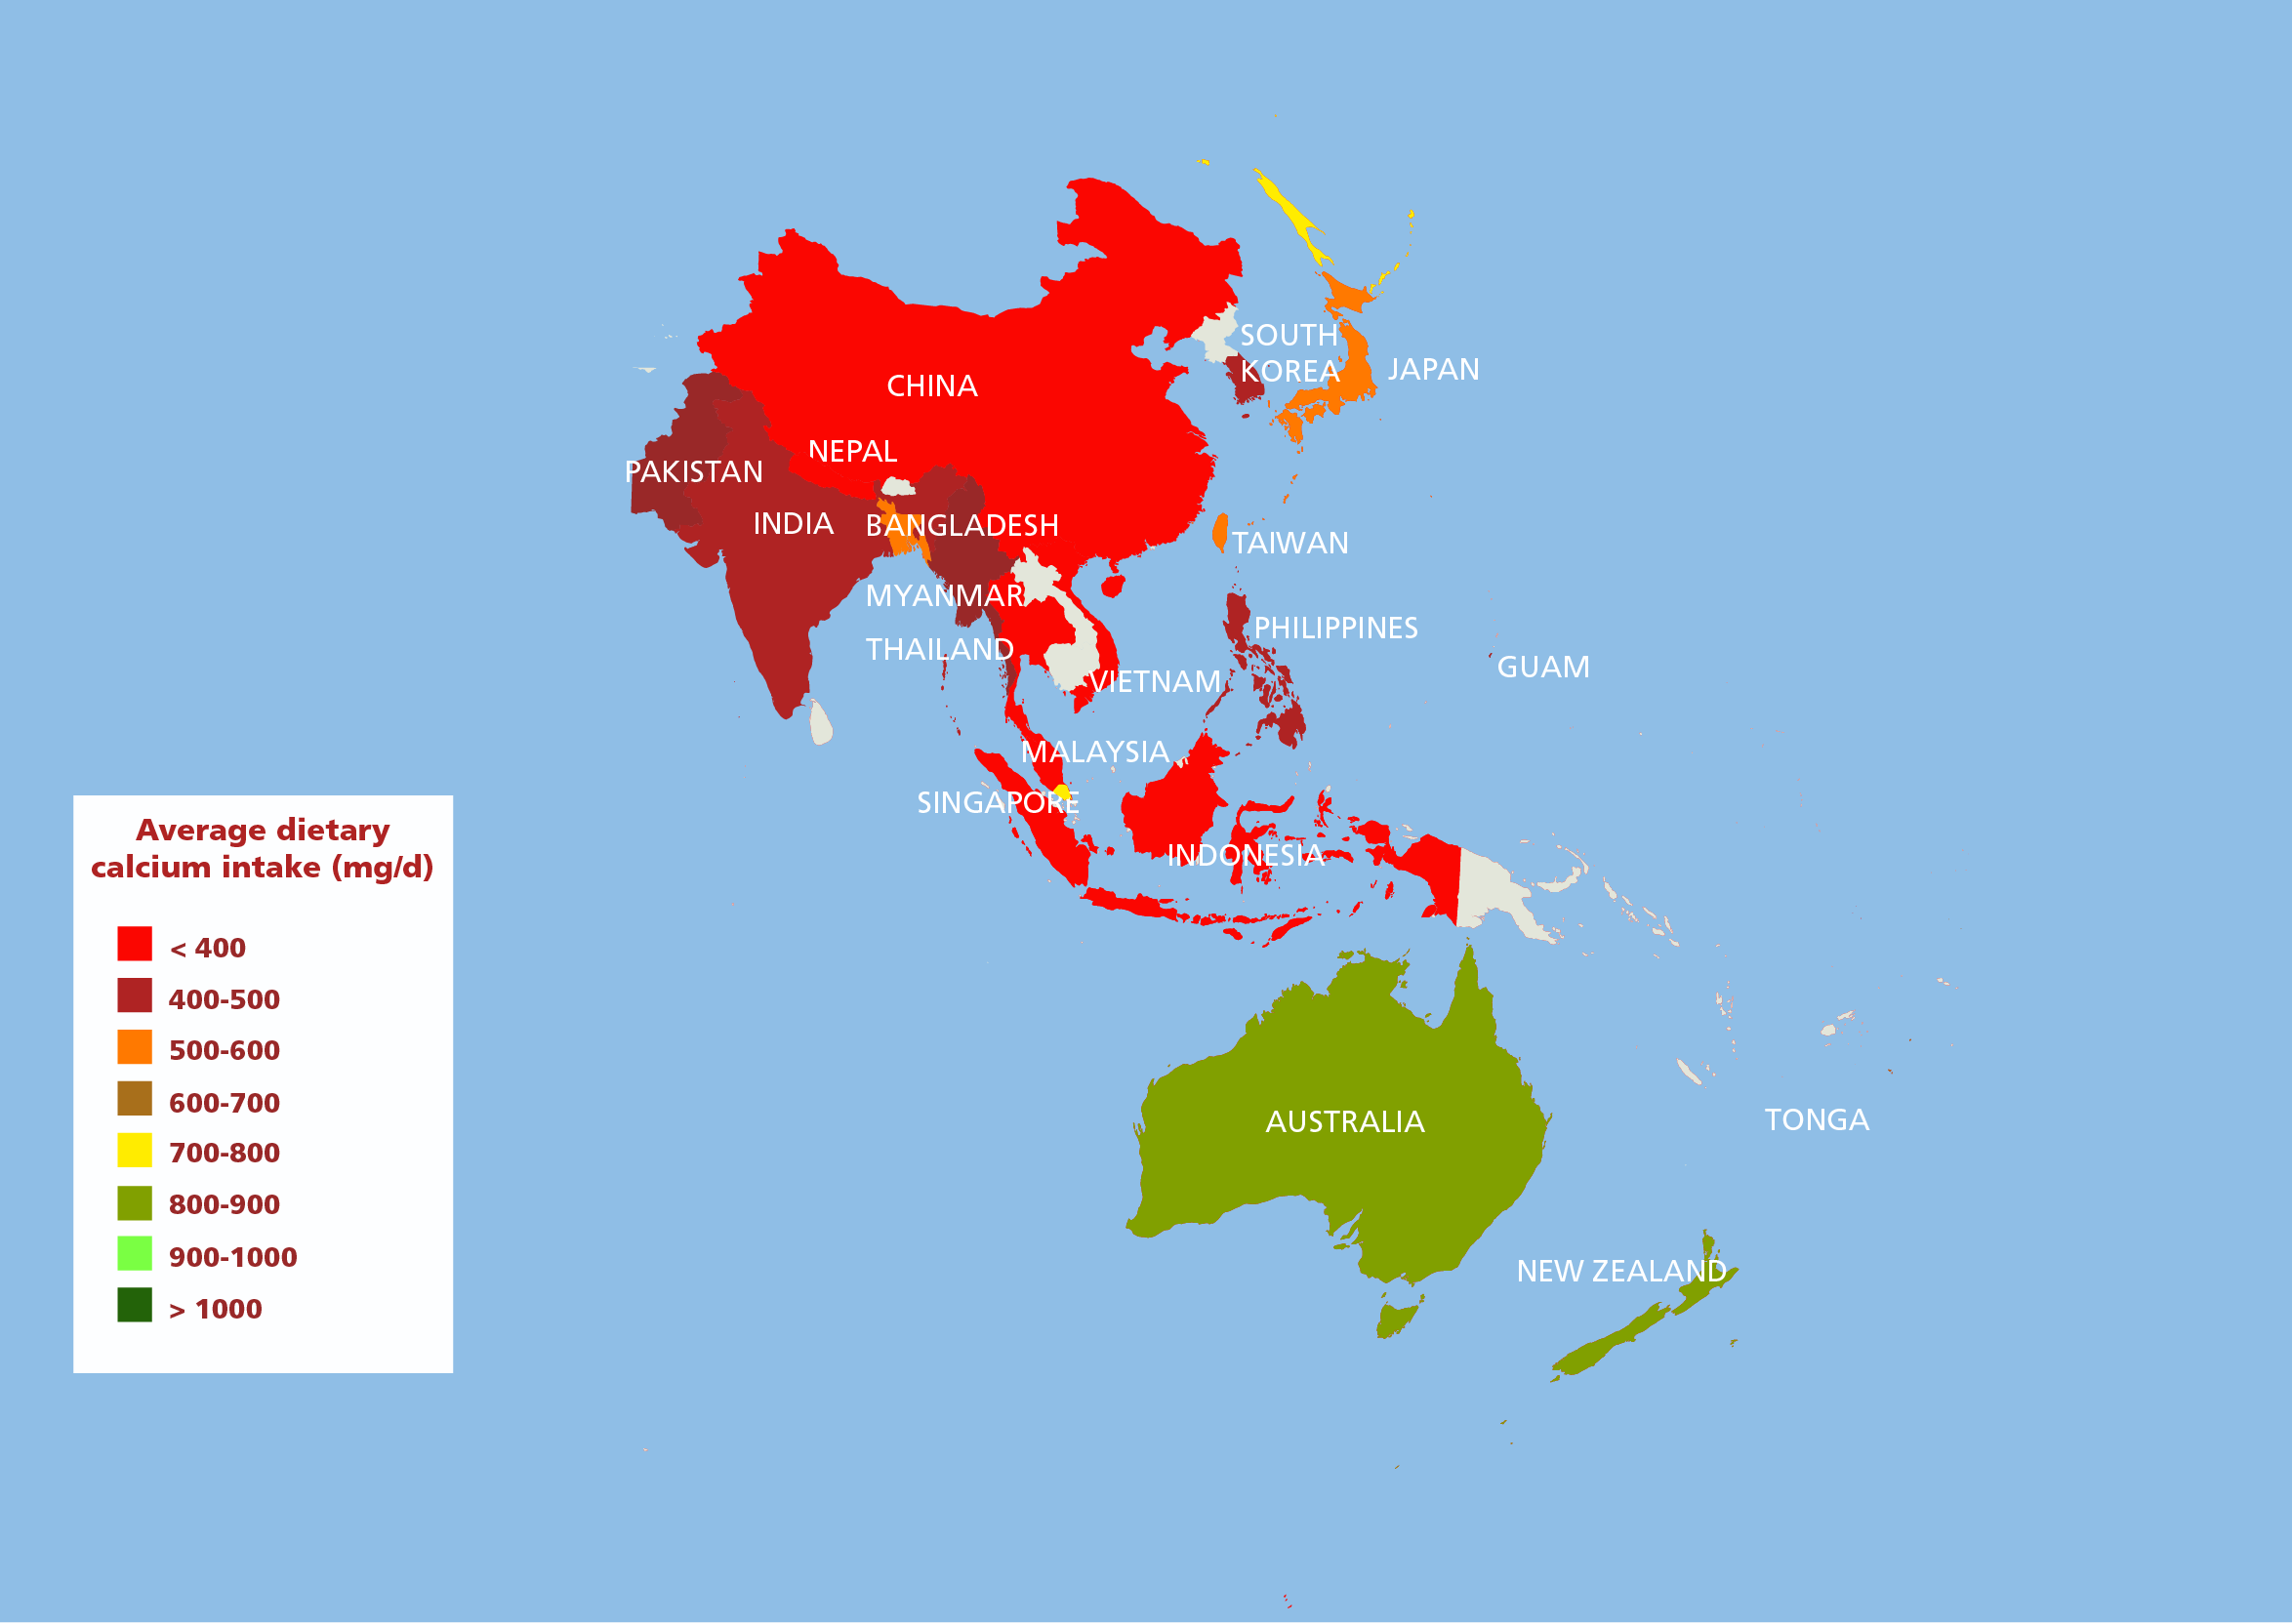 SOUTH
KOREA
JAPAN
CHINA
NEPAL
PAKISTAN
INDIA
BANGLADESH
TAIWAN
MYANMAR
PHILIPPINES
THAILAND
GUAM
VIETNAM
MALAYSIA
SINGAPORE
INDONESIA
AUSTRALIA
TONGA
NEW ZEALAND
Average dietary
calcium intake (mg/d)
< 400
400-500
500-600
600-700
700-800
800-900
900-1000
> 1000